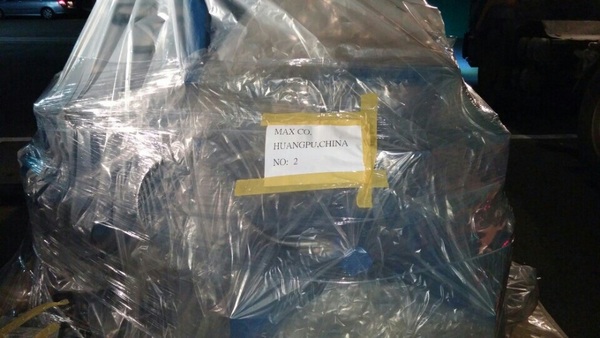 MAX CO,
HUANGPU,CHINA
NO: 2